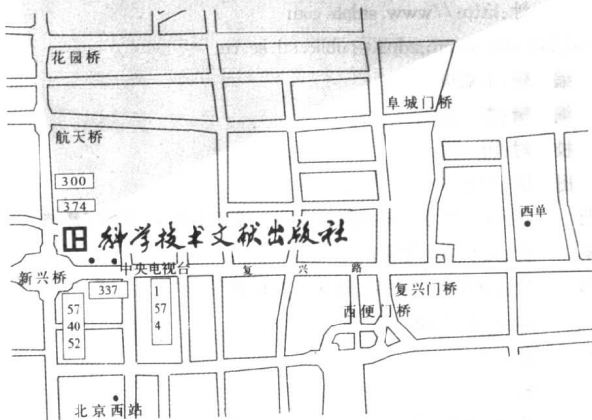 花园桥
阜城门桥
航天桥
300
374
西单
科学技术文献出版社
中央电视台
复兴路
新兴桥
337
1
57
4
复兴门桥
57
40
52
西便门桥
北京西站